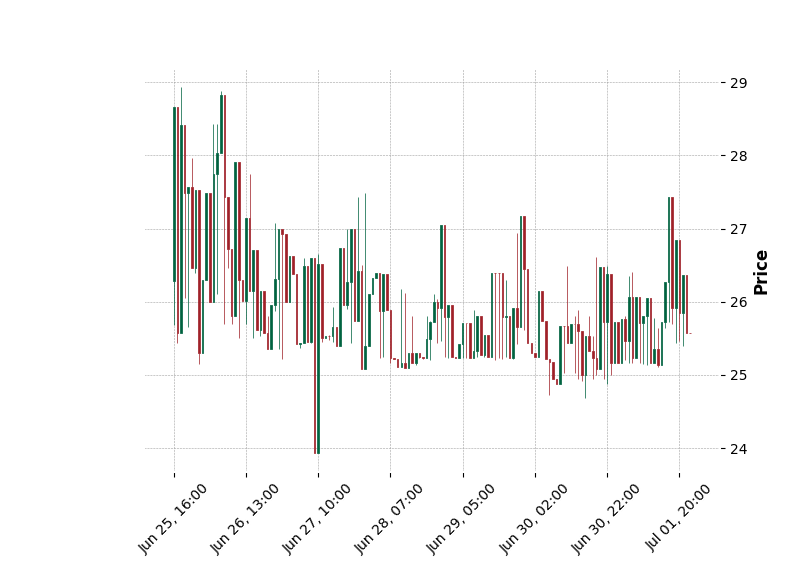 29
28
27
26
25
24
Price
Jun 25, 16:00
Jun 26, 13:00
Jun 27, 10:00
Jun 28, 07:00
Jun 29, 05:00
Jun 30, 02:00
Jun 30, 22:00
Jul 01, 20:00